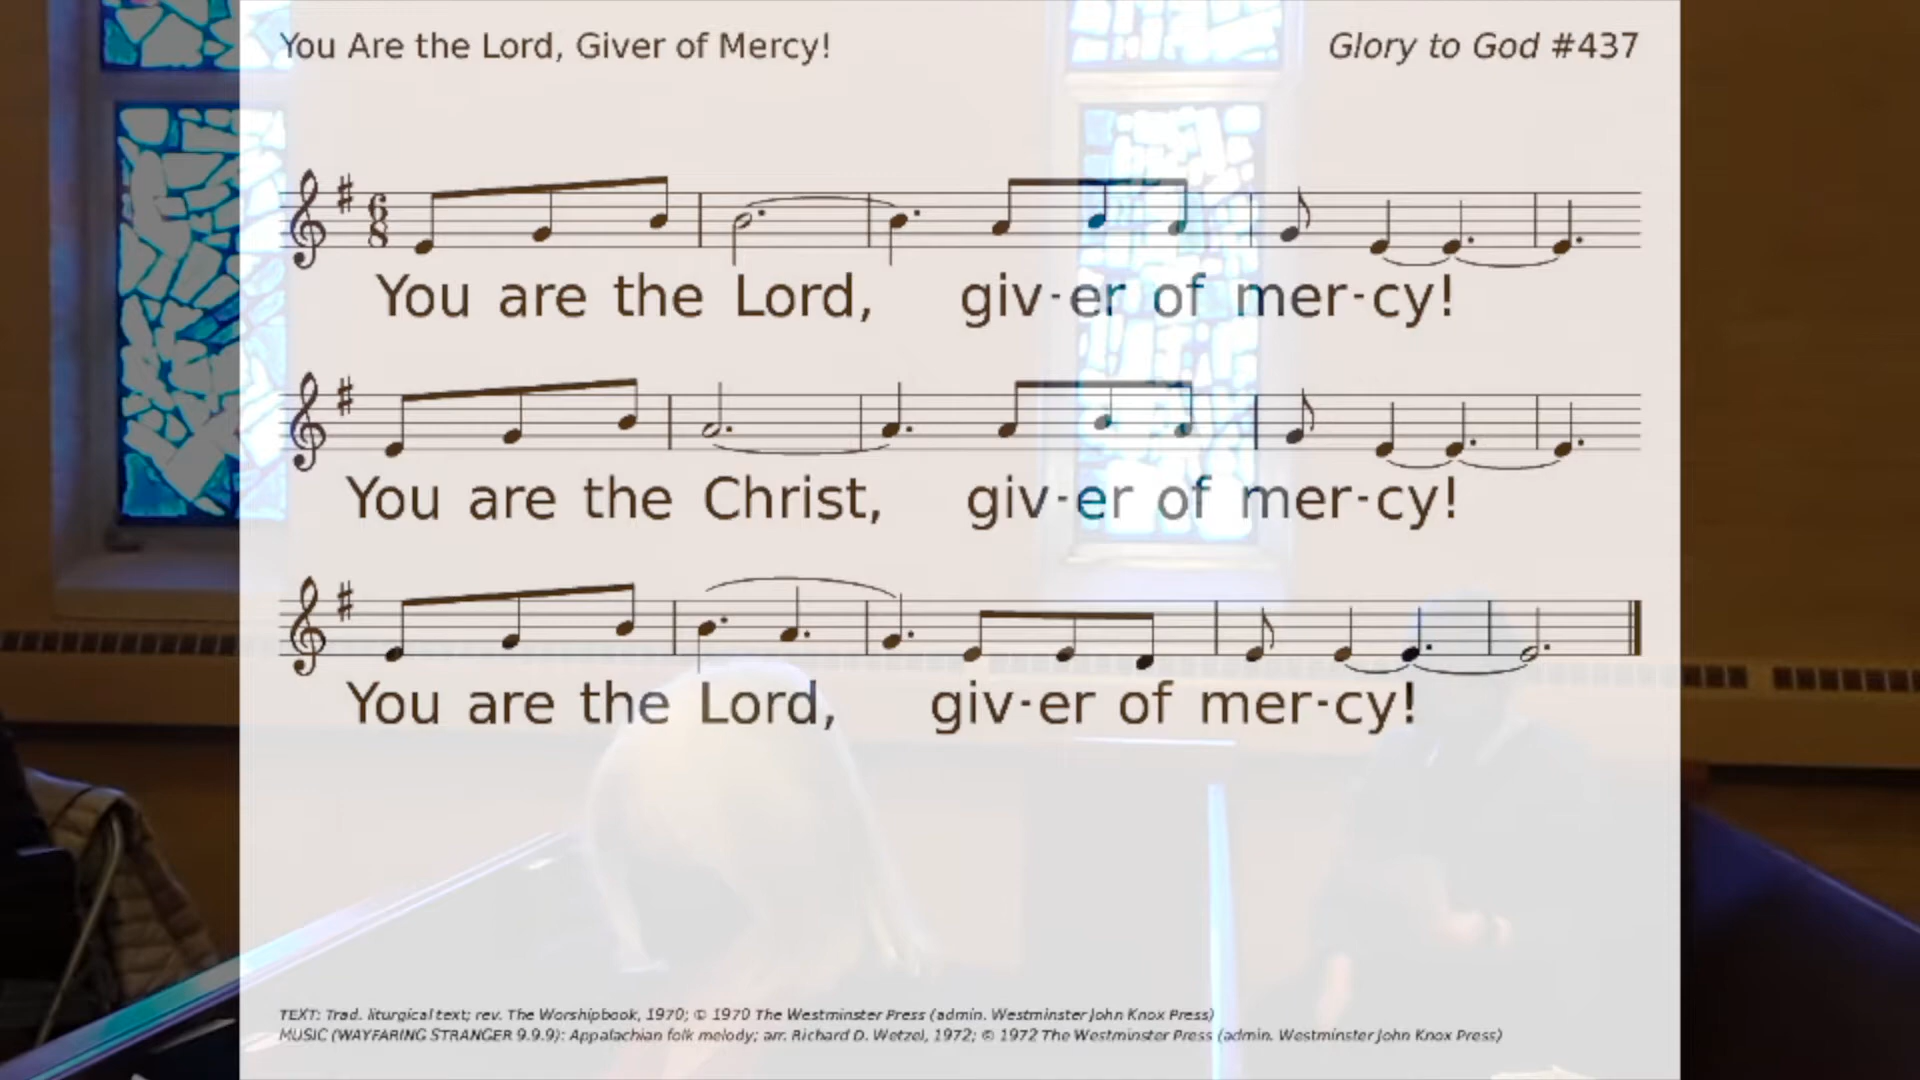 You Are the Lord, Giver of Mercy!
Glory to God #437
6
8
You are the Lord, giv-er of mer-cy!
You are the Christ, giv-er of mer-cy!
You are the Lord, giv-er of mer-cy!
TEXT: Trad. liturgical text; rev. The Worshipbook, 1970; © 1970 The Westminster Press (admin. Westminster John Knox Press)
MUSIC (WAYFARING STRANGER 9.9.9): Appalachian folk melody; arr. Richard D. Wetzel, 1972; © 1972 The Westminster Press (admin. Westminster John Knox Press)